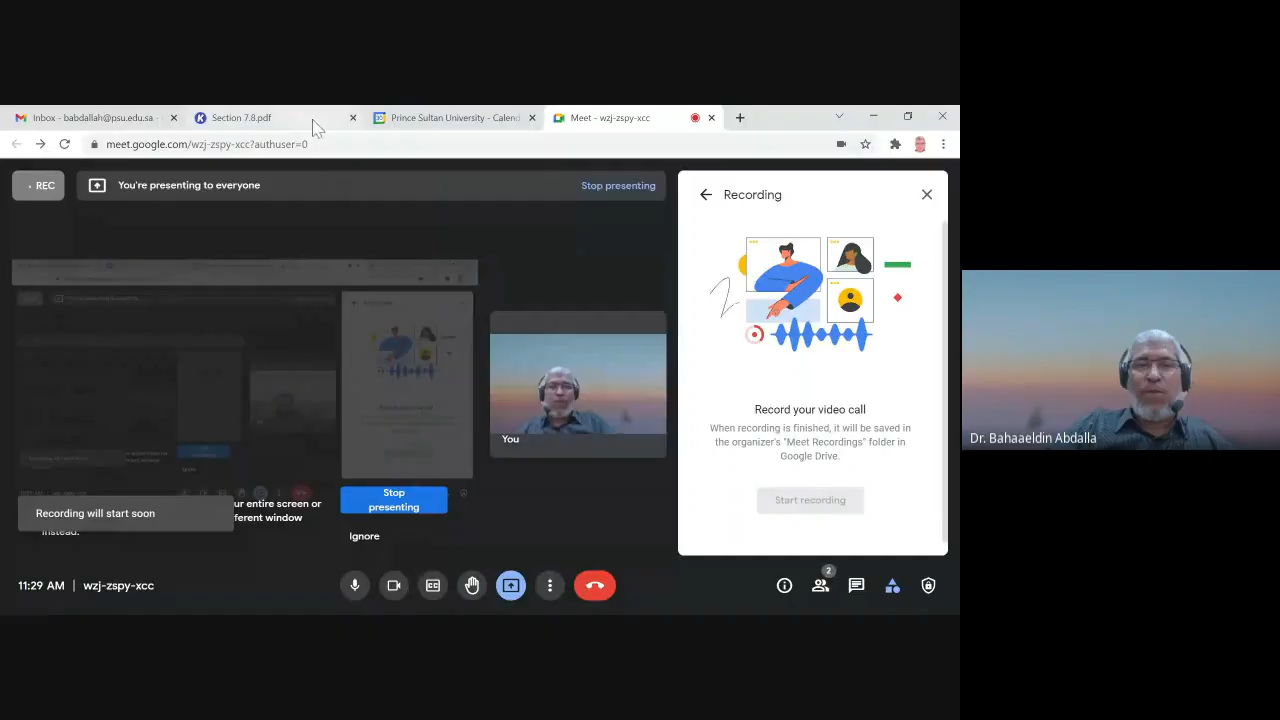 Inbox - babdallah@psu.edu.sa -
Section 7.8.pdf
Prince Sultan University - Calend
Meet - wzj-zspy-xcc
meet.google.com/wzj-zspy-xcc?authuser=0
REC
You're presenting to everyone
Stop presenting
Recording
You
Record your video call
When recording is finished, it will be saved in
the organizer's "Meet Recordings" folder in
Google Drive.
Start recording
Dr. Bahaaeldin Abdalla
Stop
presenting
ur entire screen or
Recording will start soon
ferent window
instead.
Ignore
2
11:29 AM | wzj-zspy-xcc